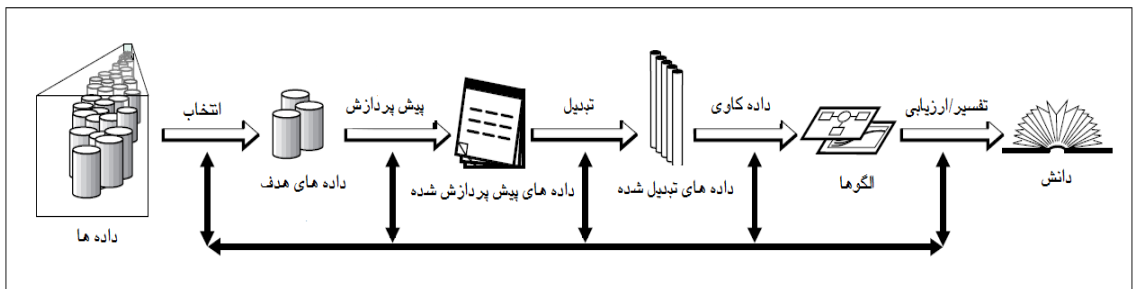 انتخاب
پیش پردازش
تبدیل
داده کاوی
تفسیر/ارزیابی
داده ها
داده های هدف
داده های پیش پردازش شده
داده های تبدیل شده
الگوها
دانش